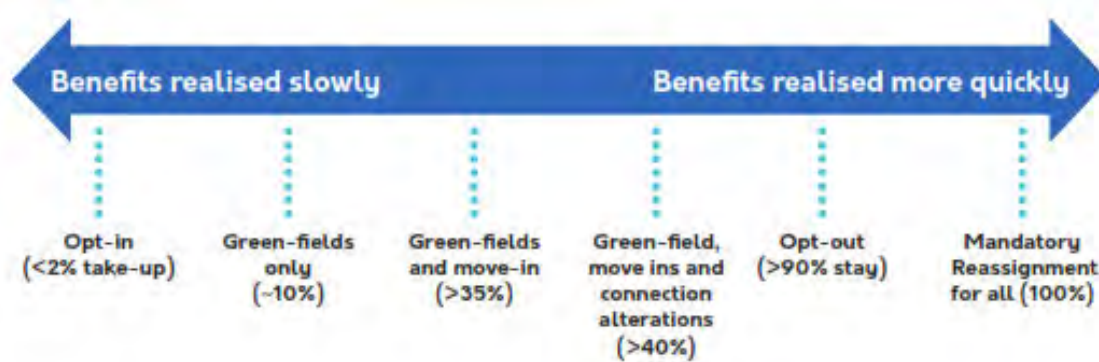 Benefits realised slowly
Benefits realised more quickly
Opt-in
(<2% take-up)
Green-fields
only
(~10%)
Green-fields
and move-in
(>35%)
Green-field,
move ins and
connection
alterations
(>40%)
Opt-out
(>90% stay)
Mandatory
Reassignment
for all (100%)